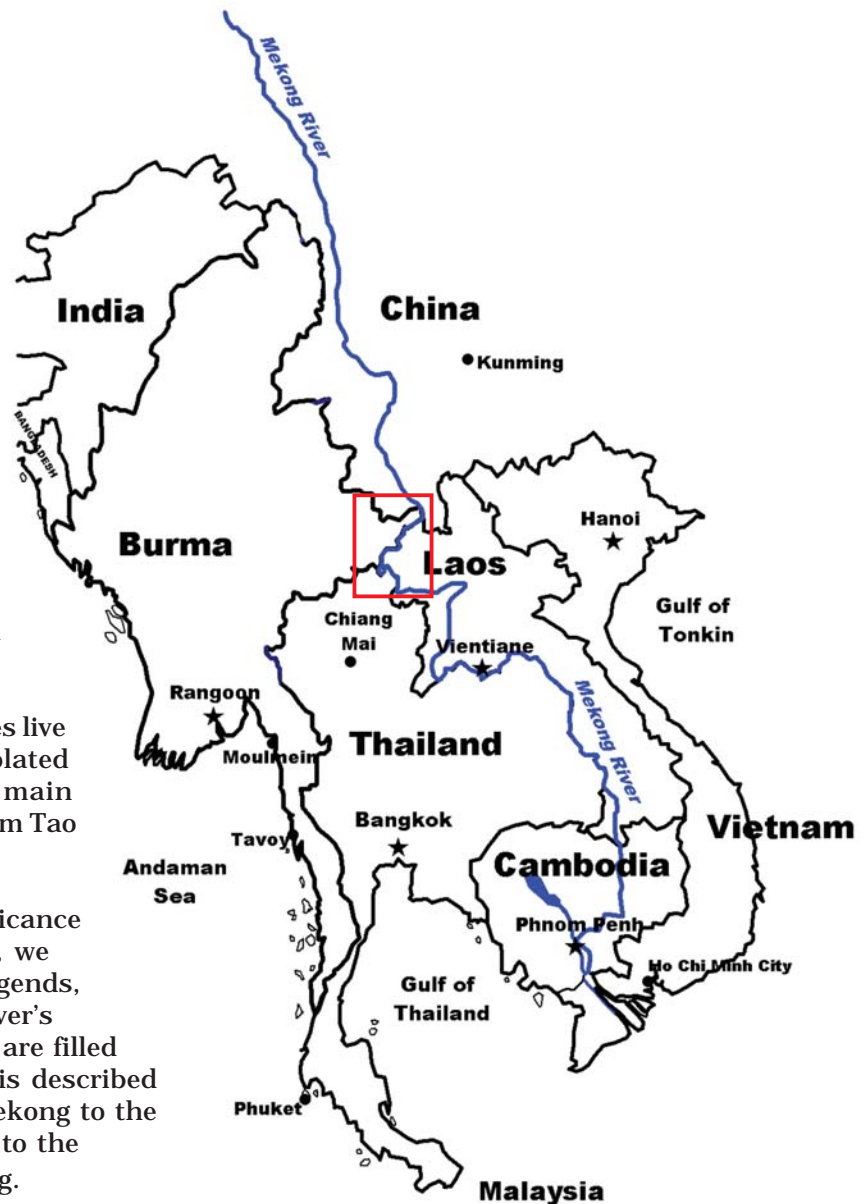 Mekong River
India
China
Kunming
BANGLADESH
Hanoi
Burma
Laos
Gulf of
Tonkin
Chiang
Mai
Vientiane
Rangoon
Mekong River
Moulmein
Thailand
Tavoy
Bangkok
Vietnam
Andaman
Sea
Cambodia
Phnom Penh
Ho Chi Minh City
Gulf of
Thailand
Phuket
Malaysia
es live
olated
main
m Tao
icance
, we
gends,
ver's
are filled
is described
ekong to the
to the
g.